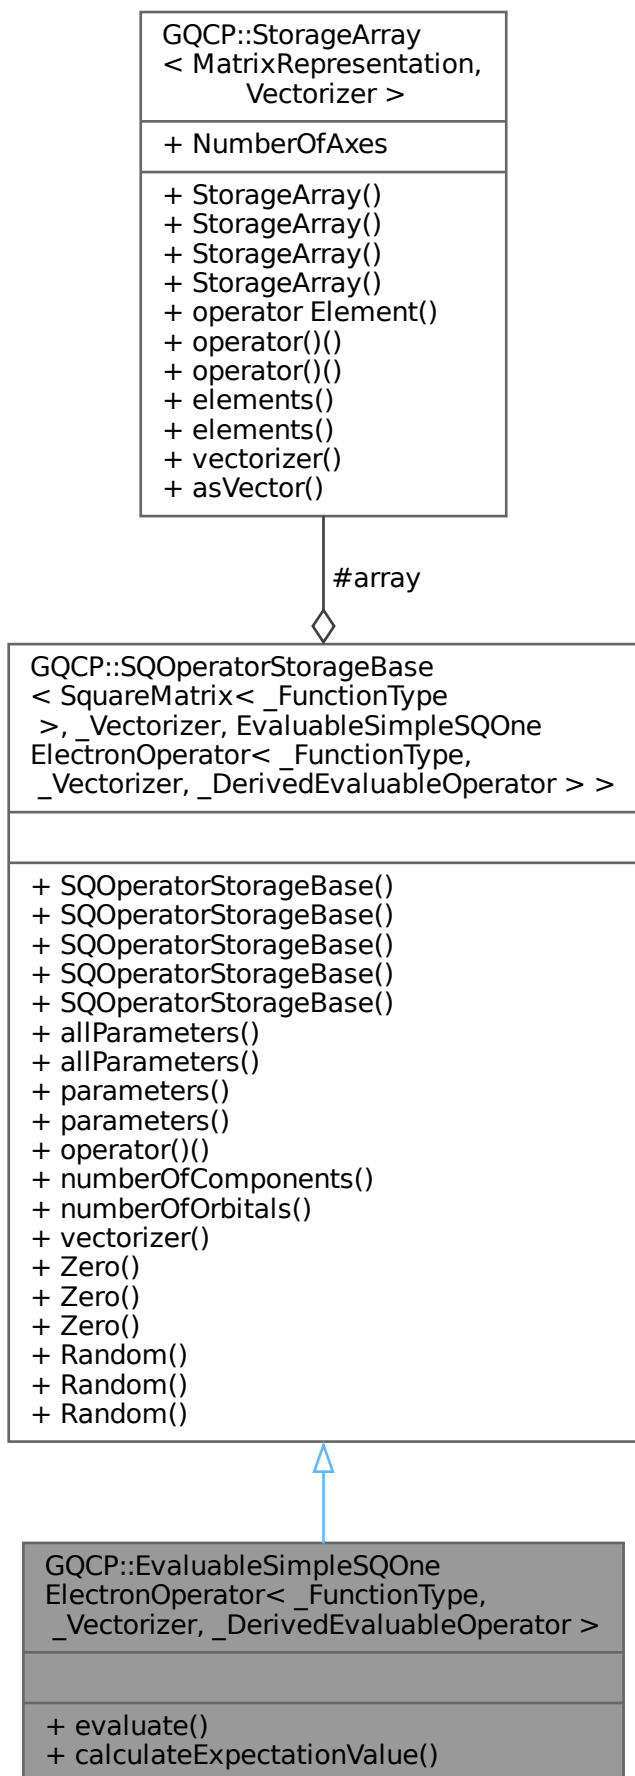 GQCP::StorageArray
< MatrixRepresentation,
Vectorizer >
+ NumberOfAxes
+ StorageArray()
+ StorageArray()
+ StorageArray()
+ StorageArray()
+ operator Element()
+ operator()()
+ operator()()
+ elements()
+ elements()
+ vectorizer()
+ asVector()
#array
GQCP::SQOperatorStorageBase
< SquareMatrix< _FunctionType
>, _Vectorizer, EvaluableSimpleSQOne
ElectronOperator< _FunctionType,
_Vectorizer, _DerivedEvaluableOperator > >
+ SQOperatorStorageBase()
+ SQOperatorStorageBase()
+ SQOperatorStorageBase()
+ SQOperatorStorageBase()
+ SQOperatorStorageBase()
+ allParameters()
+ allParameters()
+ parameters()
+ parameters()
+ operator()()
+ numberOfComponents()
+ numberOfOrbitals()
+ vectorizer()
+ Zero()
+ Zero()
+ Zero()
+ Random()
+ Random()
+ Random()
GQCP::EvaluableSimpleSQOne
ElectronOperator< _FunctionType,
_Vectorizer, _DerivedEvaluableOperator >
+ evaluate()
+ calculateExpectationValue()